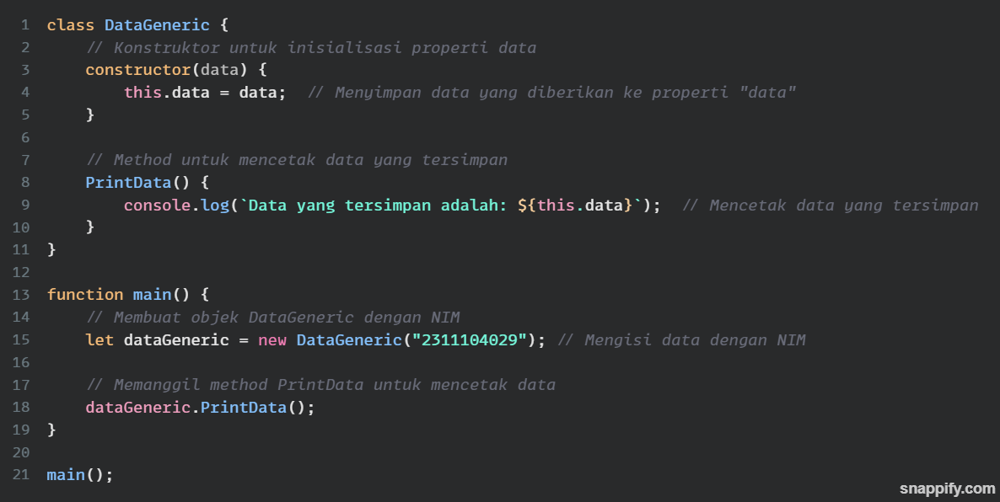 1 class DataGeneric {
2 // Konstruktor untuk inisialisasi properti data
3 constructor(data) {
4 this.data = data; // Menyimpan data yang diberikan ke properti "data"
5 }
6
7 // Method untuk mencetak data yang tersimpan
8 PrintData() {
9 console.log(`Data yang tersimpan adalah: ${this.data}`); // Mencetak data yang tersimpan
10 }
11 }
12
13 function main() {
14 // Membuat objek DataGeneric dengan NIM
15 let dataGeneric = new DataGeneric("2311104029"); // Mengisi data dengan NIM
16
17 // Memanggil method PrintData untuk mencetak data
18 dataGeneric.PrintData();
19 }
20
21 main();
snappify.com